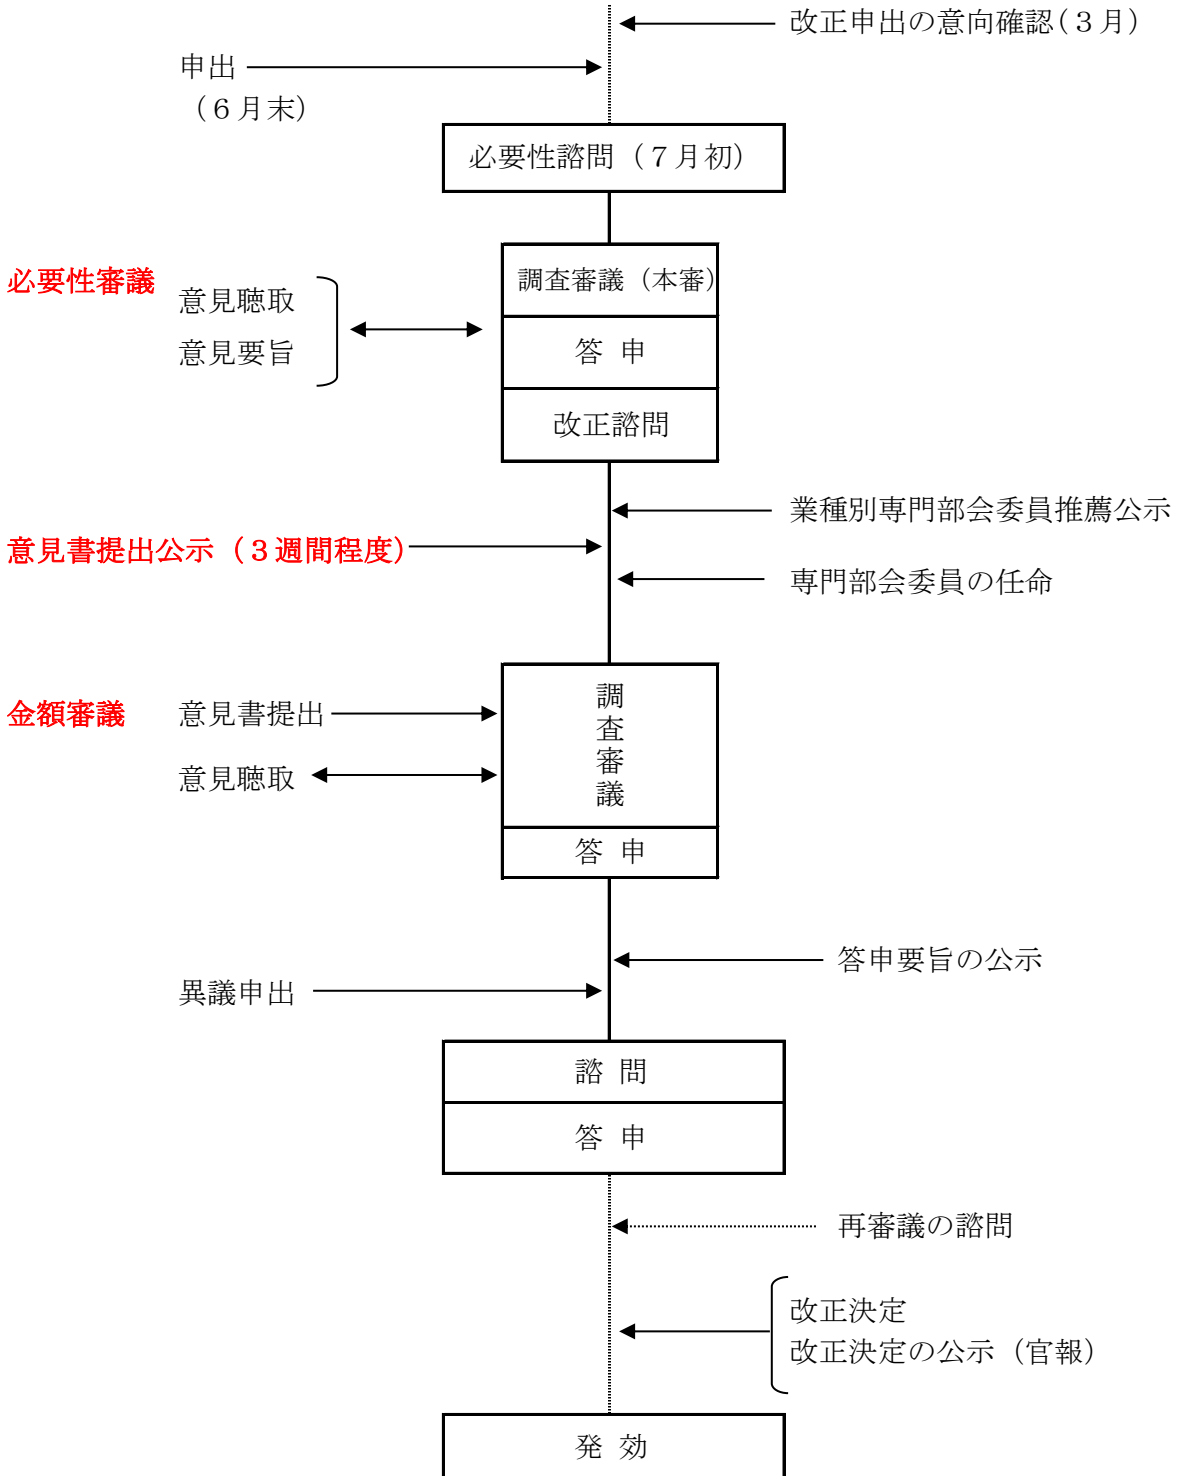 改正申出の意向確認(３月)
申出
（６月末）
必要性諮問（７月初）
必要性審議
意見聴取
意見要旨
調査審議（本審）
答 申
改正諮問
業種別専門部会委員推薦公示
意見書提出公示（３週間程度）
専門部会委員の任命
金額審議
意見書提出
意見聴取
調査審議
答 申
答申要旨の公示
異議申出
諮 問
答 申
再審議の諮問
改正決定
改正決定の公示（官報）
発 効